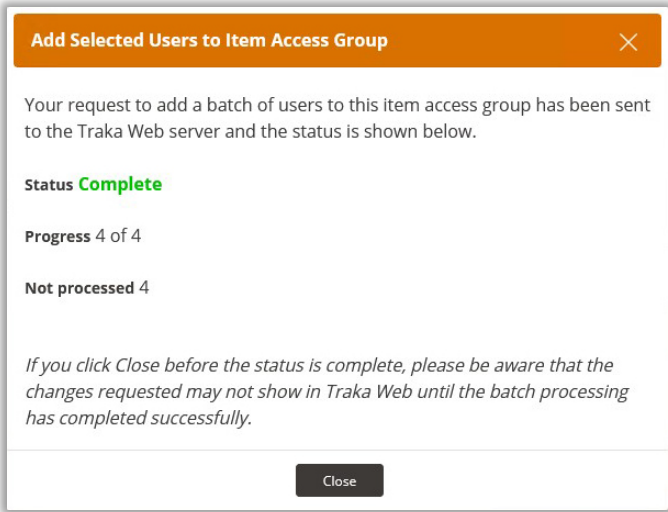 Add Selected Users to Item Access Group
Your request to add a batch of users to this item access group has been sent
to the Traka Web server and the status is shown below.
Status Complete
Progress 4 of 4
Not processed 4
If you click Close before the status is complete, please be aware that the
changes requested may not show in Traka Web until the batch processing
has completed successfully.
Close